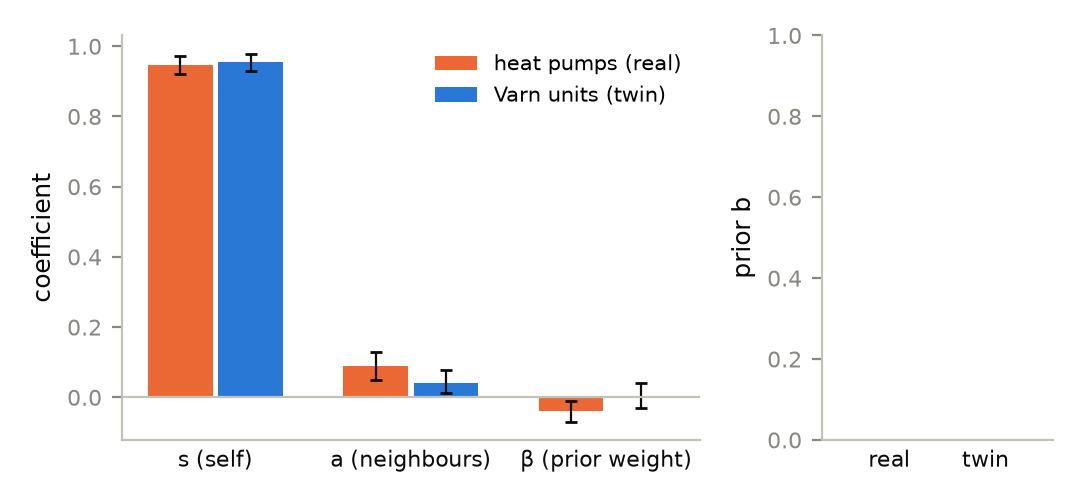 heat pumps (real)
Varn units (twin)
coefficient
1.0
0.8
0.6
0.4
0.2
0.0
s (self)
a (neighbours)
β (prior weight)
prior b
1.0
0.8
0.6
0.4
0.2
0.0
real
twin